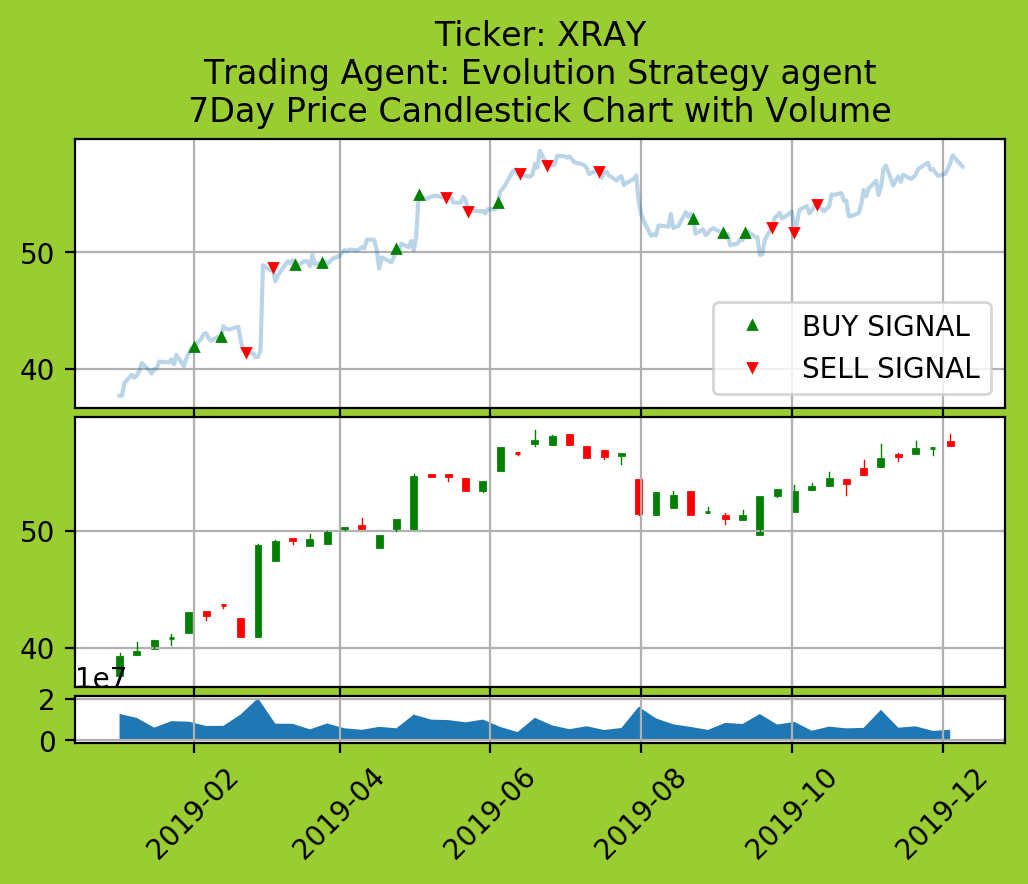 Ticker: XRAY
Trading Agent: Evolution Strategy agent
7Day Price Candlestick Chart with Volume
50
40
BUY SIGNAL
SELL SIGNAL
50
40
1e7
2
0
2019-02
2019-04
2019-06
2019-08
2019-10
2019-12